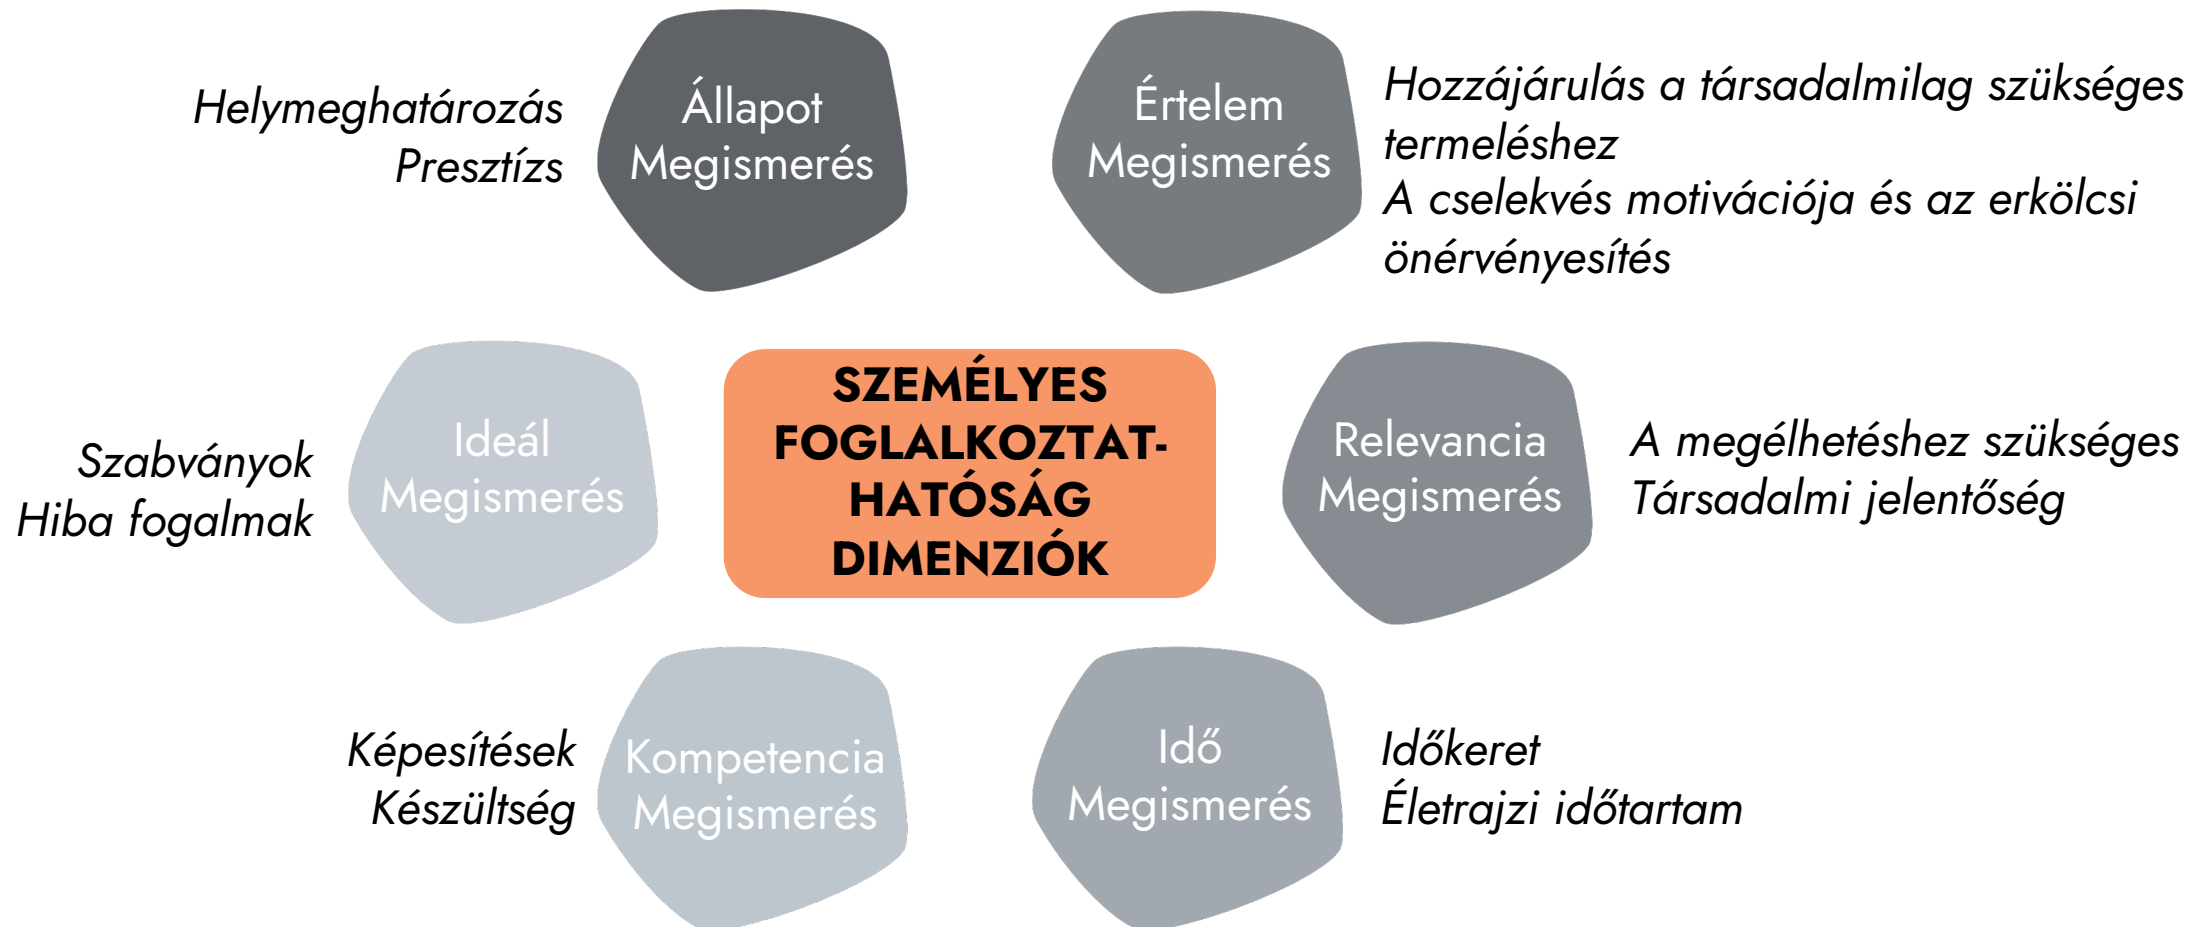 Helymeghatározás
Presztízs
Állapot
Megismerés
Értelem
Megismerés
Hozzájárulás a társadalmilag szükséges
termeléshez
A cselekvés motivációja és az erkölcsi
önérvényesítés
Szabványok
Hiba fogalmak
Ideál
Megismerés
SZEMÉLYES
FOGLALKOZTAT-
HATÓSÁG
DIMENZIÓK
Relevancia
Megismerés
A megélhetéshez szükséges
Társadalmi jelentőség
Képesítések
Készültség
Kompetencia
Megismerés
Idő
Megismerés
Időkeret
Életrajzi időtartam